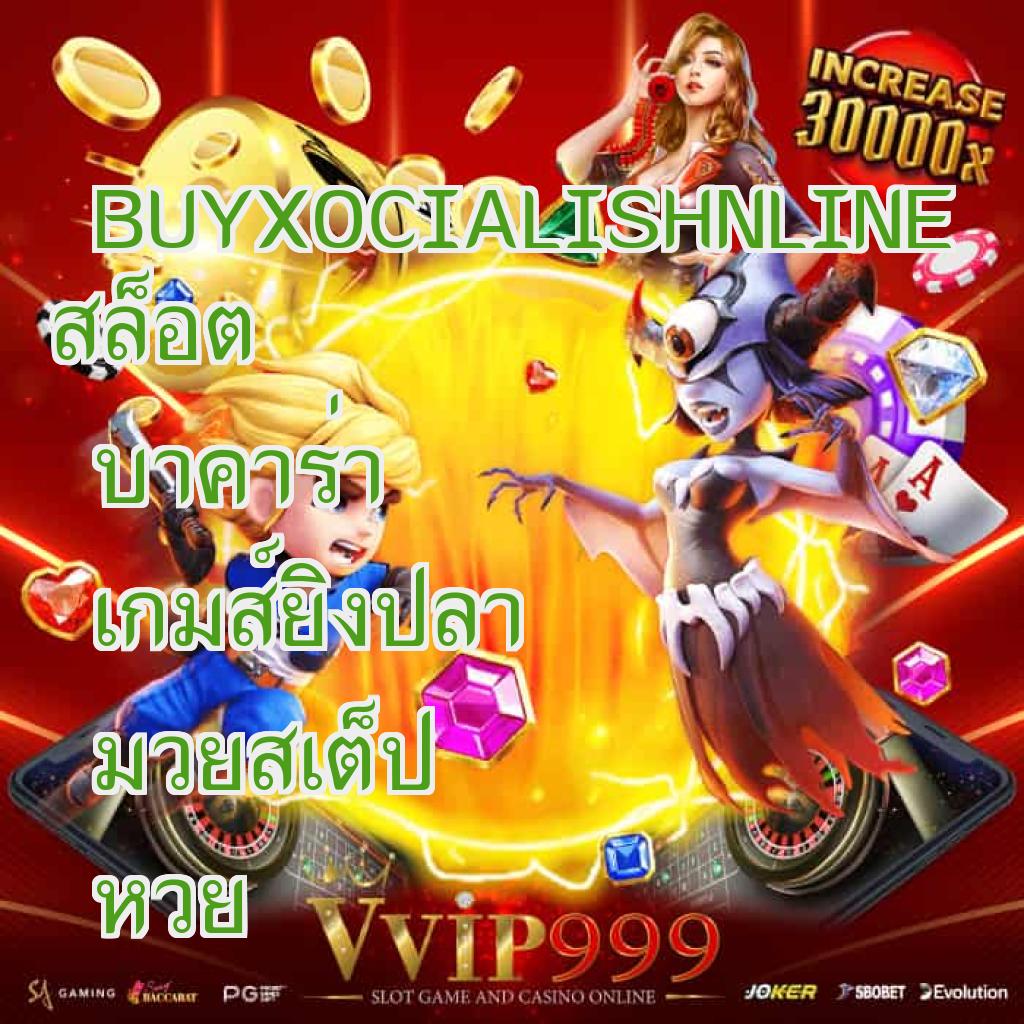 INCREASE
30000x
BUYXOCIALISHNLINE
สล็อต
บาคาร่า
เกมส์ยิงปลา
มวยสเต็ป
หวย
A
A
VVIP999
SLOT GAME AND CASINO ONLINE
SA GAMING
Sexy BACCARAT
PG
JOKER
SBOBET
Evolution